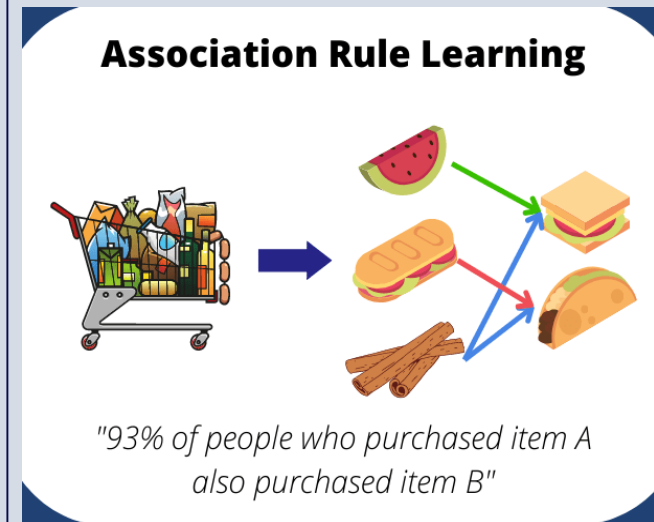 Association Rule Learning
"93% of people who purchased item A
also purchased item B"